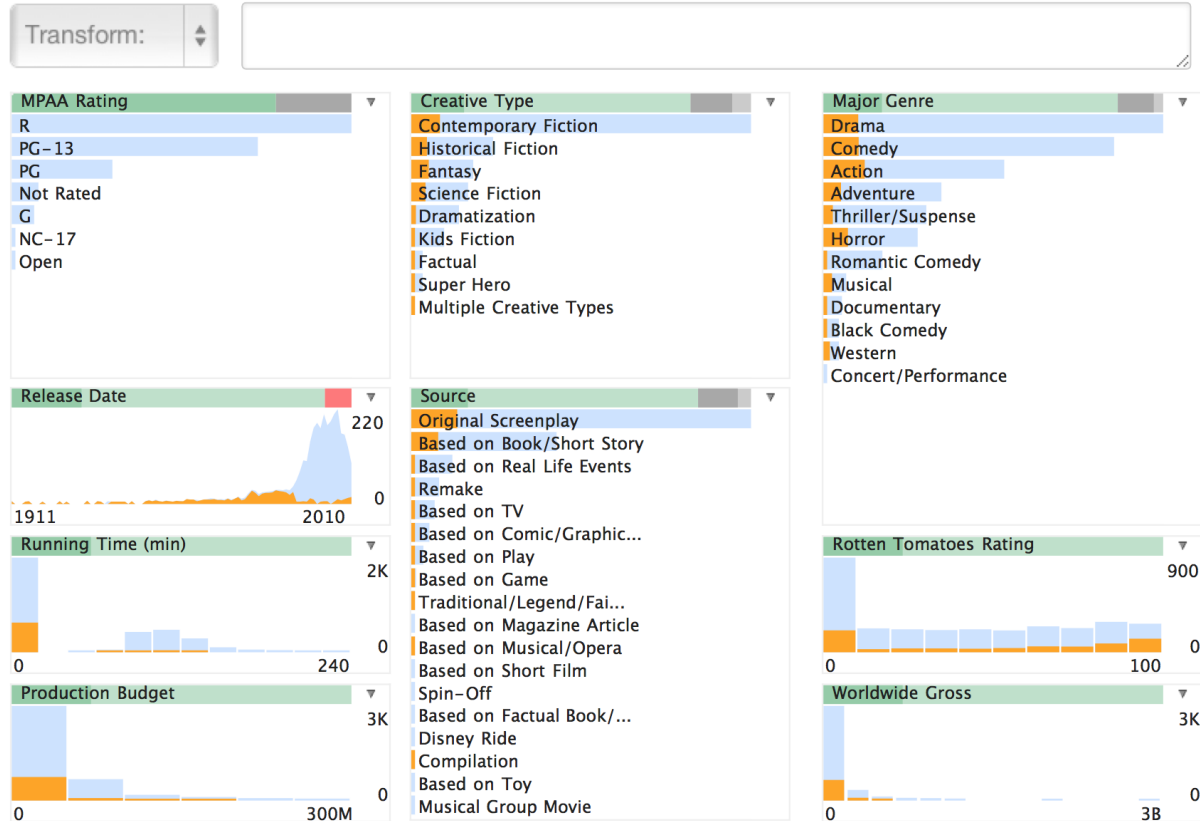 Transform:
MPAA Rating
R
PG-13
PG
Not Rated
G
NC-17
Open
Creative Type
Contemporary Fiction
Historical Fiction
Fantasy
Science Fiction
Dramatization
Kids Fiction
Factual
Super Hero
Multiple Creative Types
Major Genre
Drama
Comedy
Action
Adventure
Thriller/Suspense
Horror
Romantic Comedy
Musical
Documentary
Black Comedy
Western
Concert/Performance
Release Date
220
0
1911 2010
Source
Original Screenplay
Based on Book/Short Story
Based on Real Life Events
Remake
Based on TV
Based on Comic/Graphic...
Based on Play
Based on Game
Traditional/Legend/Fai...
Based on Magazine Article
Based on Musical/Opera
Based on Short Film
Spin-Off
Based on Factual Book/...
Disney Ride
Compilation
Based on Toy
Musical Group Movie
Running Time (min)
2K
0
0 240
Rotten Tomatoes Rating
900
0
0 100
Production Budget
3K
0
0 300M
Worldwide Gross
3K
0
0 3B